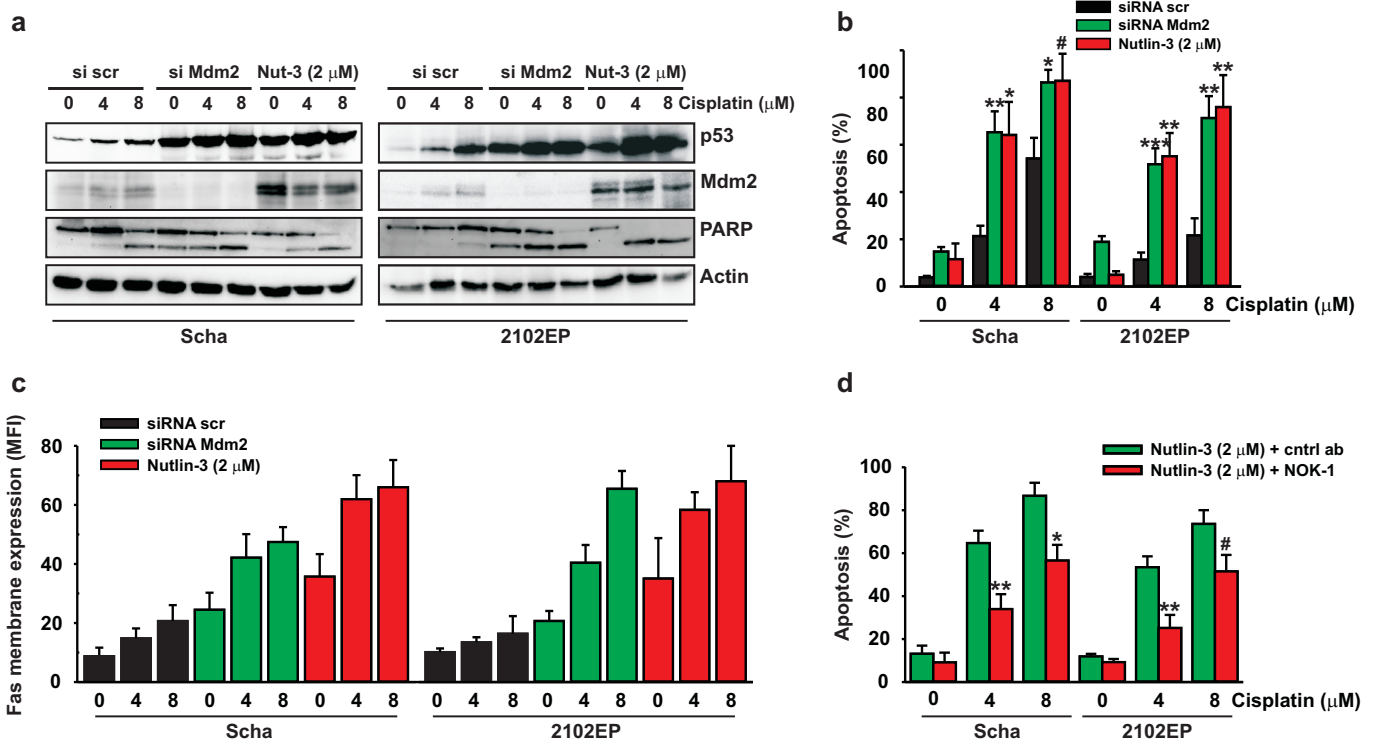 a
si scr si Mdm2 Nut-3 (2 μM) si scr si Mdm2 Nut-3 (2 μM)
0 4 8 0 4 8 0 4 8 0 4 8 0 4 8 0 4 8 Cisplatin (μM)
p53
Mdm2
PARP
Actin
Scha 2102EP
b
siRNA scr
siRNA Mdm2
Nutlin-3 (2 μM)
Apoptosis (%)
100
80
60
40
20
0
** * * # *** ** ** **
0 4 8 0 4 8 Cisplatin (μM)
Scha 2102EP
c
siRNA scr
siRNA Mdm2
Nutlin-3 (2 μM)
Fas membrane expression (MFI)
80
60
40
20
0
0 4 8 0 4 8 0 4 8 0 4 8 0 4 8 0 4 8
Scha 2102EP
d
Nutlin-3 (2 μM) + cntrl ab
Nutlin-3 (2 μM) + NOK-1
Apoptosis (%)
100
80
60
40
20
0
** * ** #
0 4 8 0 4 8 Cisplatin (μM)
Scha 2102EP